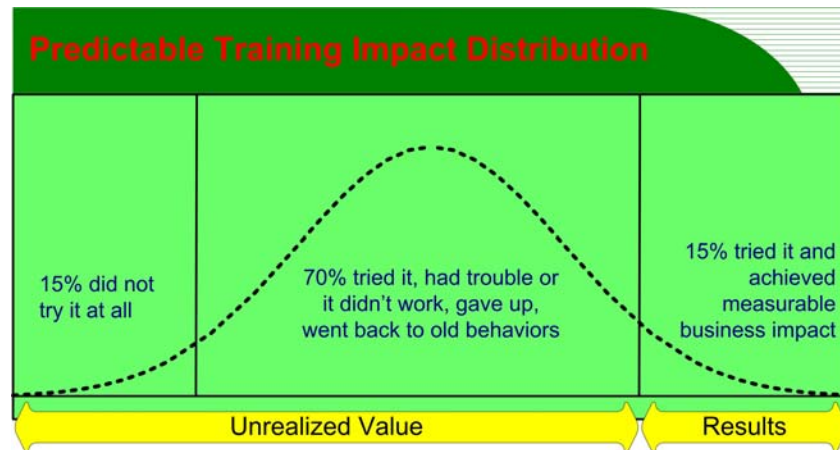 Predictable Training Impact Distribution
15% did not
try it at all
70% tried it, had trouble or
it didn't work, gave up,
went back to old behaviors
15% tried it and
achieved
measurable
business impact
Unrealized Value
Results